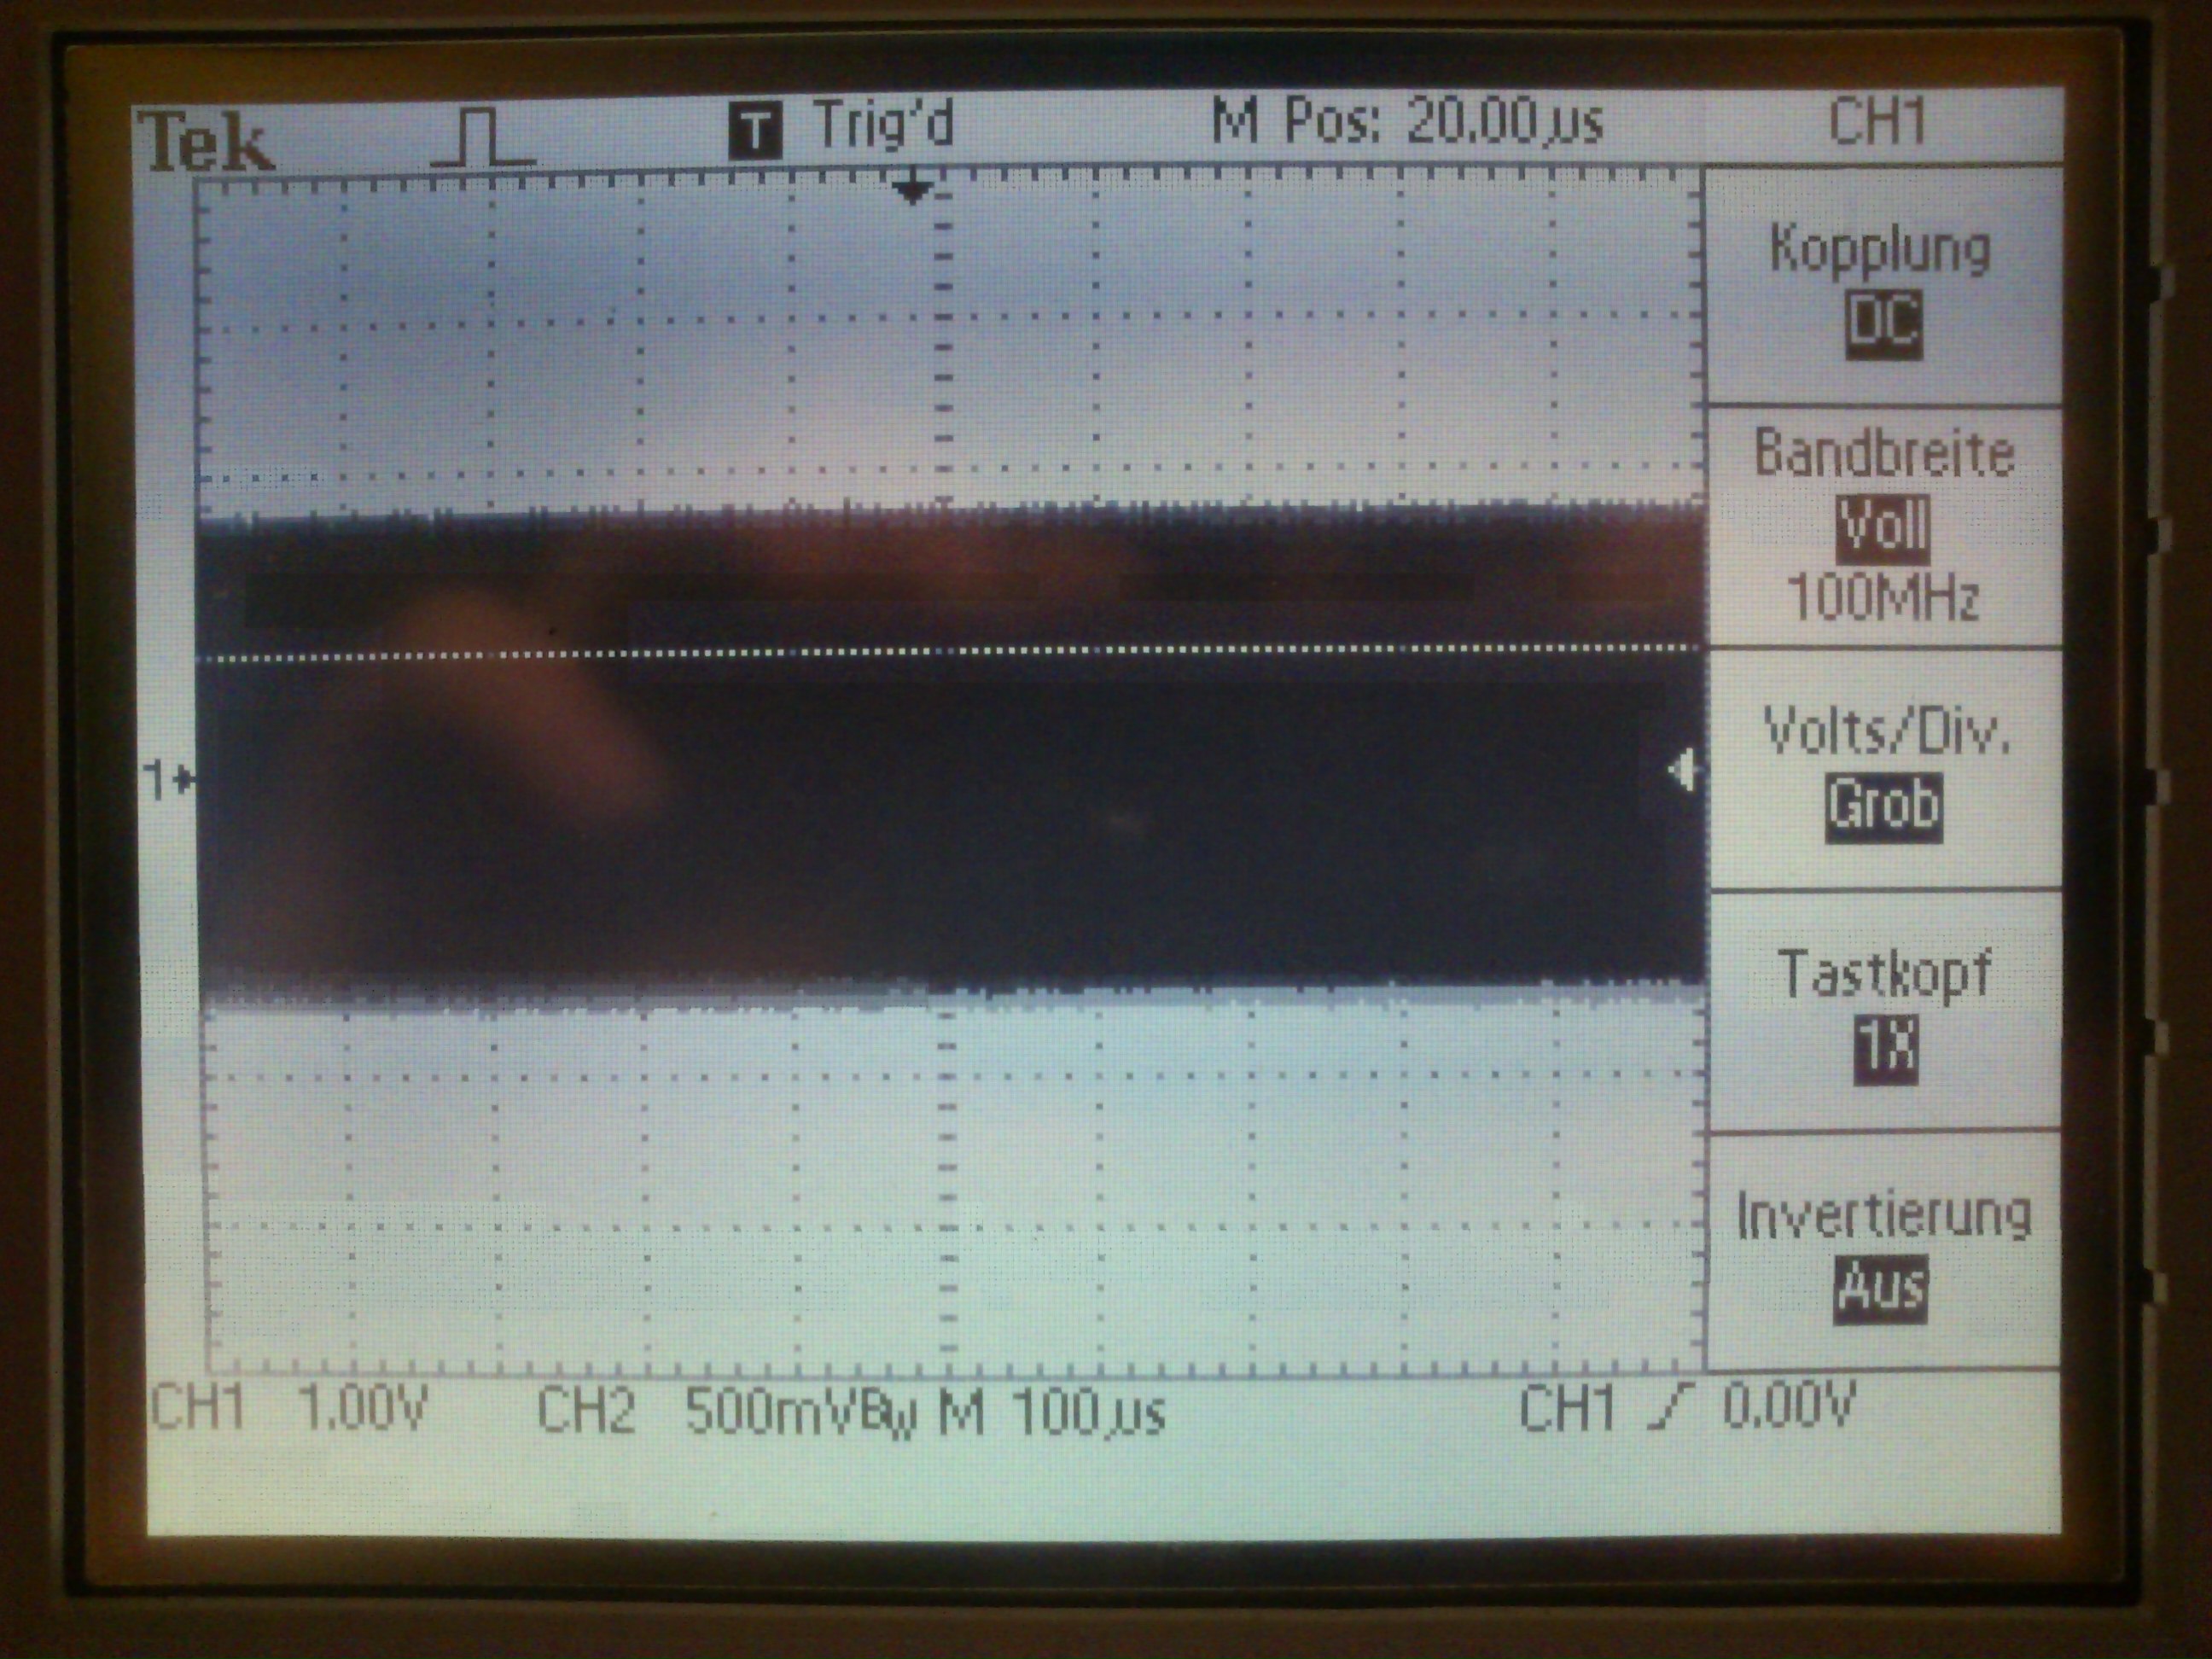 Tek T Trig'd M Pos: 20.00µs CH1
Kopplung
DC
Bandbreite
Voll
100MHz
Volts/Div.
Grob
1
Tastkopf
1X
Invertierung
Aus
CH1 1.00V CH2 500mVBW M 100µs CH1 0.00V